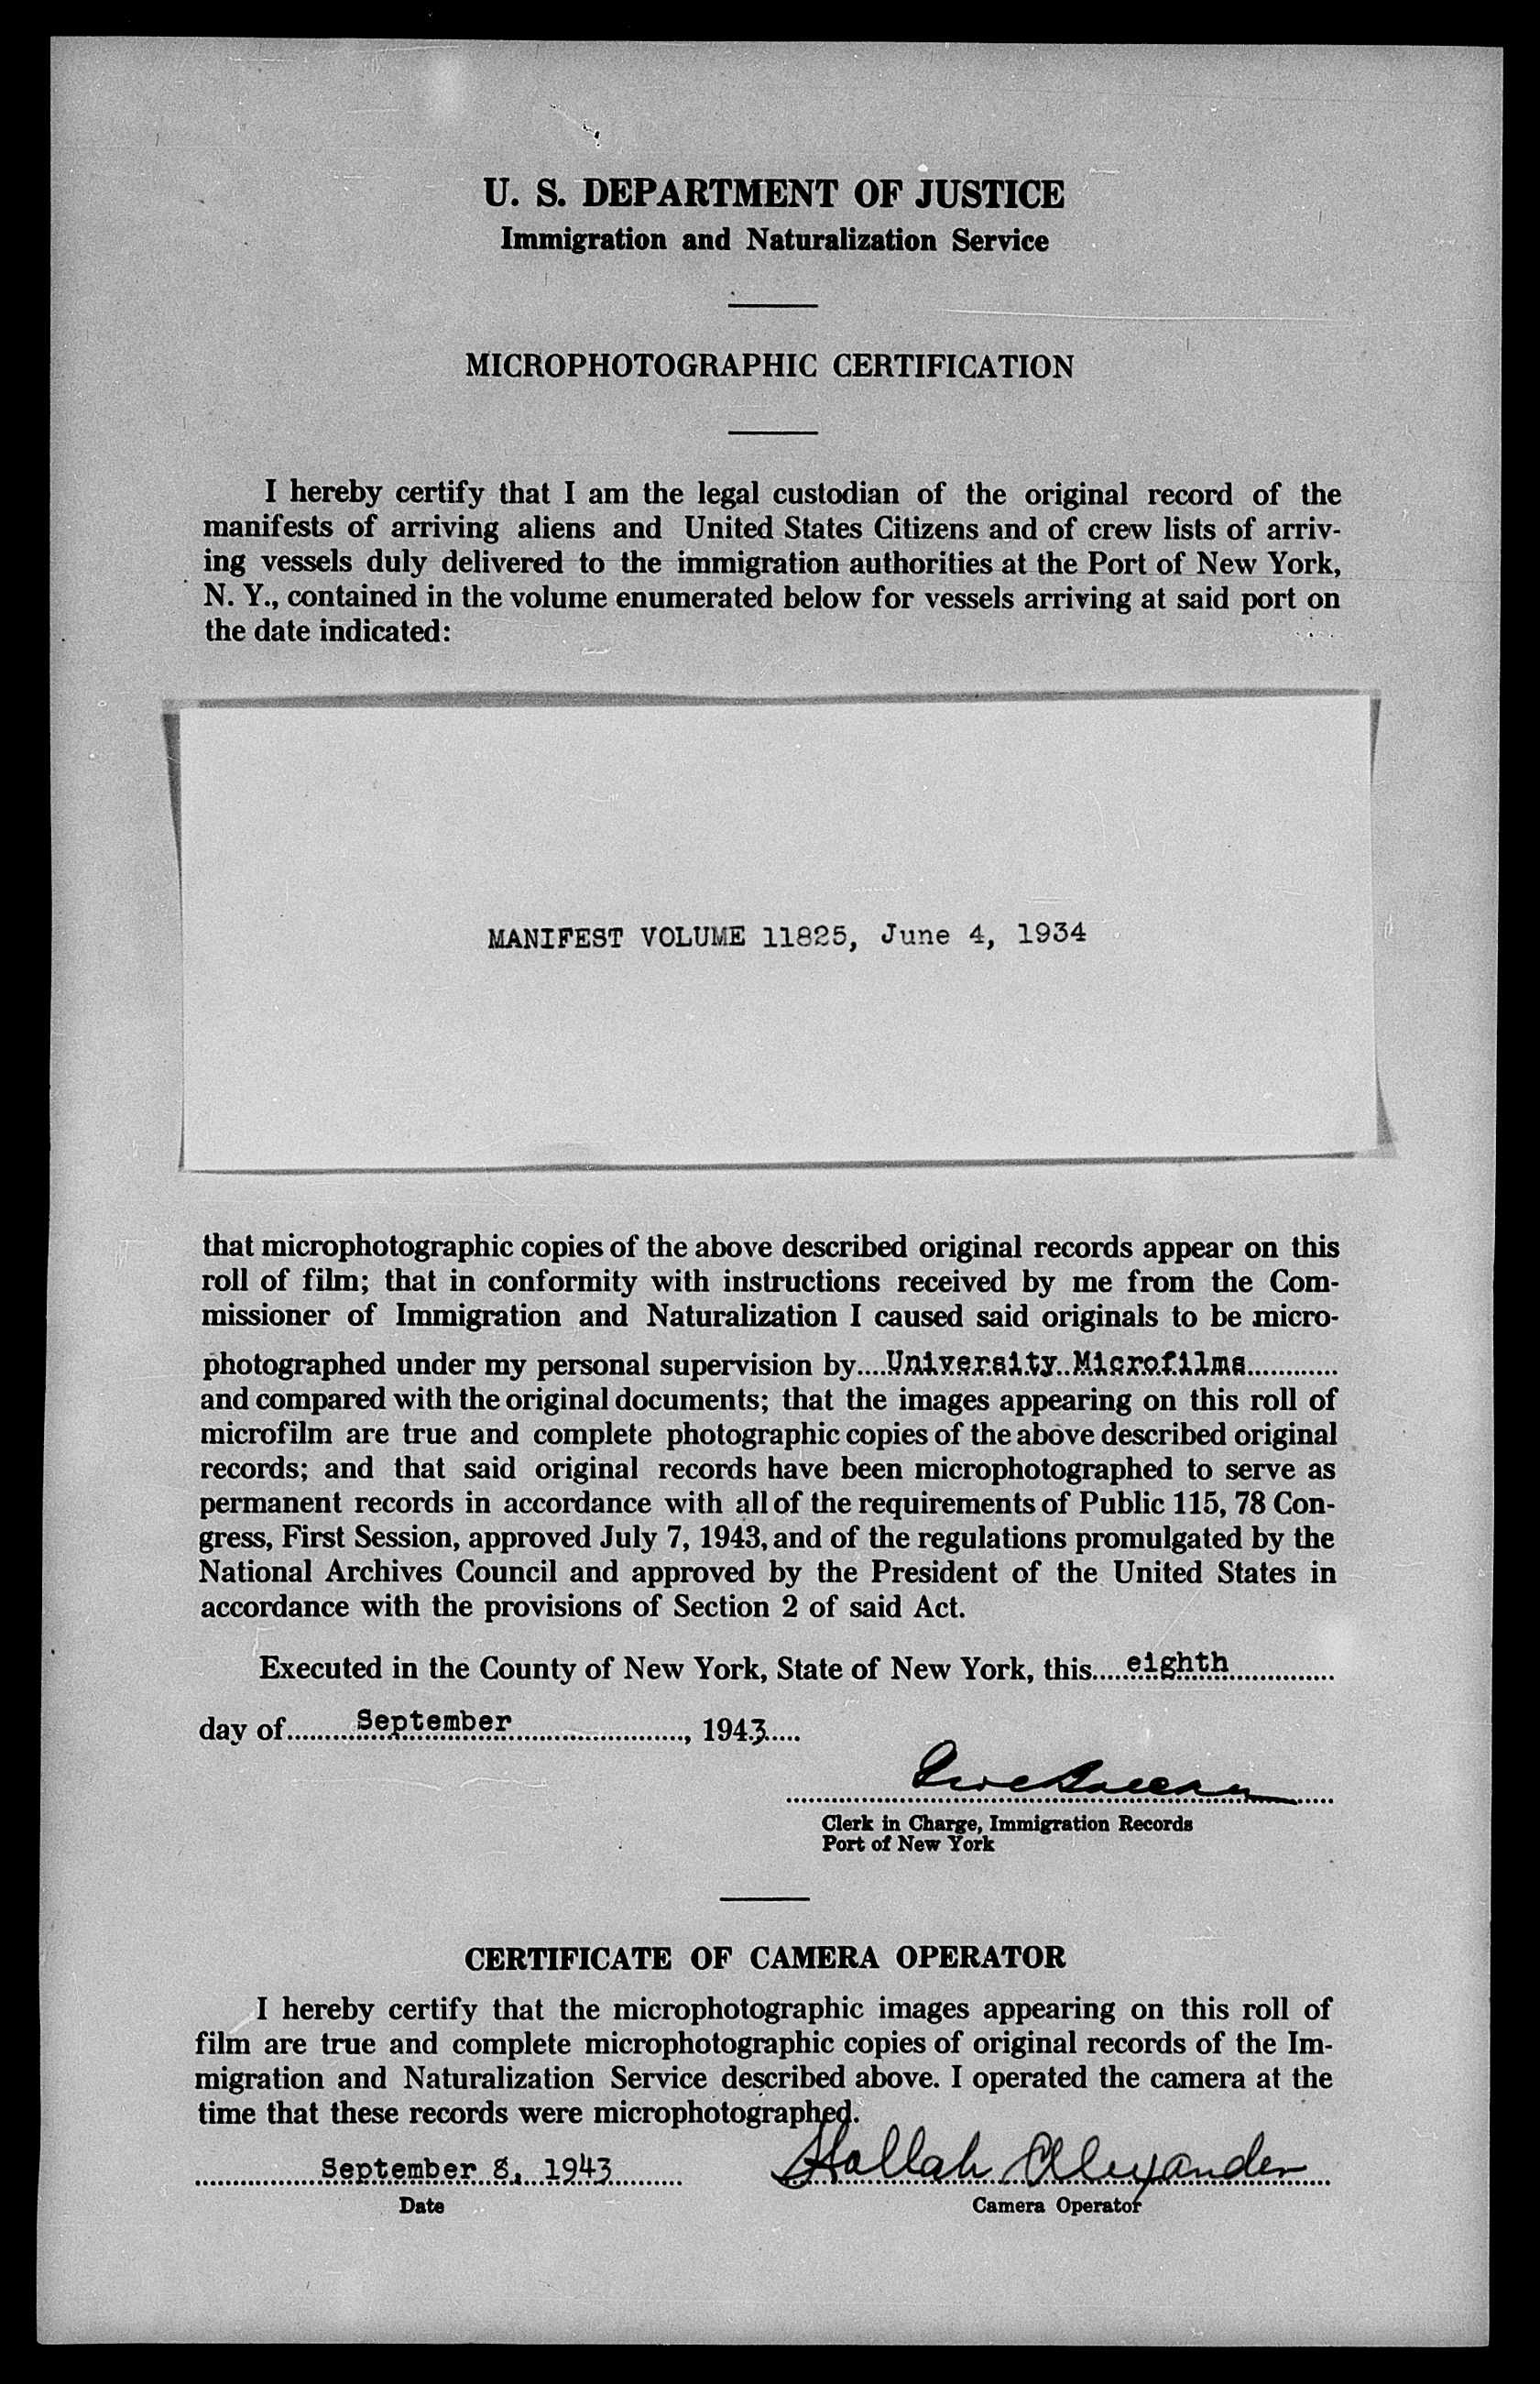 U. S. DEPARTMENT OF JUSTICE
Immigration and Naturalization Service
MICROPHOTOGRAPHIC CERTIFICATION
I hereby certify that I am the legal custodian of the original record of the
manifests of arriving aliens and United States Citizens and of crew lists of arriv-
ing vessels duly delivered to the immigration authorities at the Port of New York,
N. Y., contained in the volume enumerated below for vessels arriving at said port on
the date indicated:
MANIFEST VOLUME 11825, June 4, 1934
that microphotographic copies of the above described original records appear on this
roll of film; that in conformity with instructions received by me from the Com-
missioner of Immigration and Naturalization I caused said originals to be micro-
photographed under my personal supervision by....University Microfilms............
and compared with the original documents; that the images appearing on this roll of
microfilm are true and complete photographic copies of the above described original
records; and that said original records have been microphotographed to serve as
permanent records in accordance with all of the requirements of Public 115, 78 Con-
gress, First Session, approved July 7, 1943, and of the regulations promulgated by the
National Archives Council and approved by the President of the United States in
accordance with the provisions of Section 2 of said Act.
Executed in the County of New York, State of New York, this.....eighth..............
day of.........September........................, 1943.....
Clerk in Charge, Immigration Records
Port of New York
CERTIFICATE OF CAMERA OPERATOR
I hereby certify that the microphotographic images appearing on this roll of
film are true and complete microphotographic copies of original records of the Im-
migration and Naturalization Service described above. I operated the camera at the
time that these records were microphotographed.
September 8, 1943 Hallah Alexander
Date Camera Operator